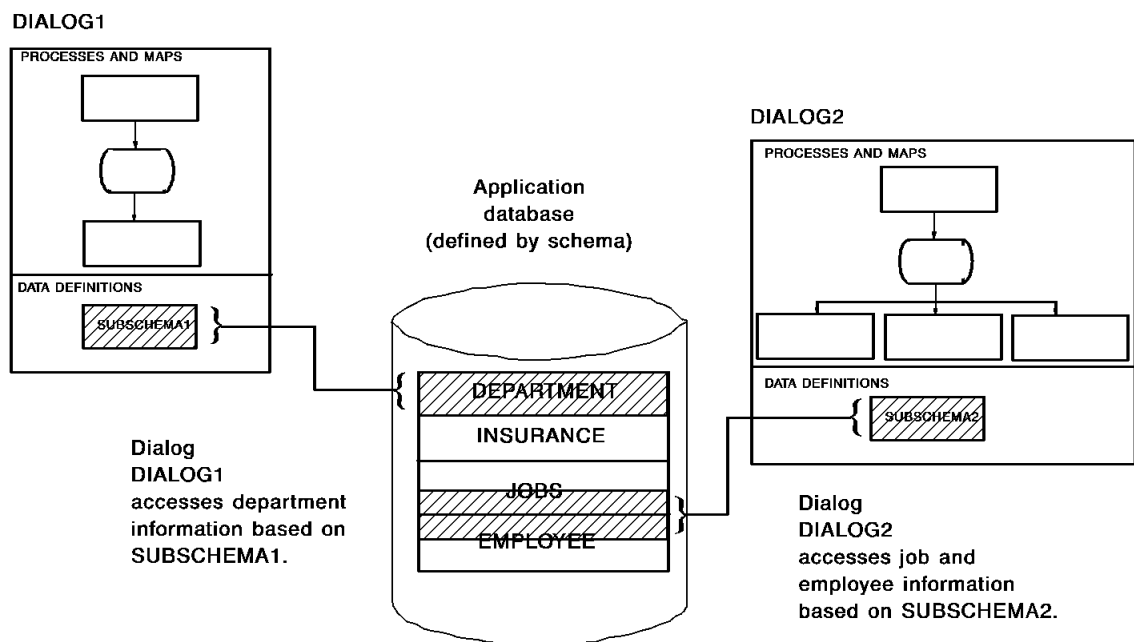 DIALOG1
PROCESSES AND MAPS
DATA DEFINITIONS
SUBSCHEMA1
Dialog
DIALOG1
accesses department
information based on
SUBSCHEMA1.
Application
database
(defined by schema)
DEPARTMENT
INSURANCE
JOBS
EMPLOYEE
DIALOG2
PROCESSES AND MAPS
DATA DEFINITIONS
SUBSCHEMA2
Dialog
DIALOG2
accesses job and
employee information
based on SUBSCHEMA2.